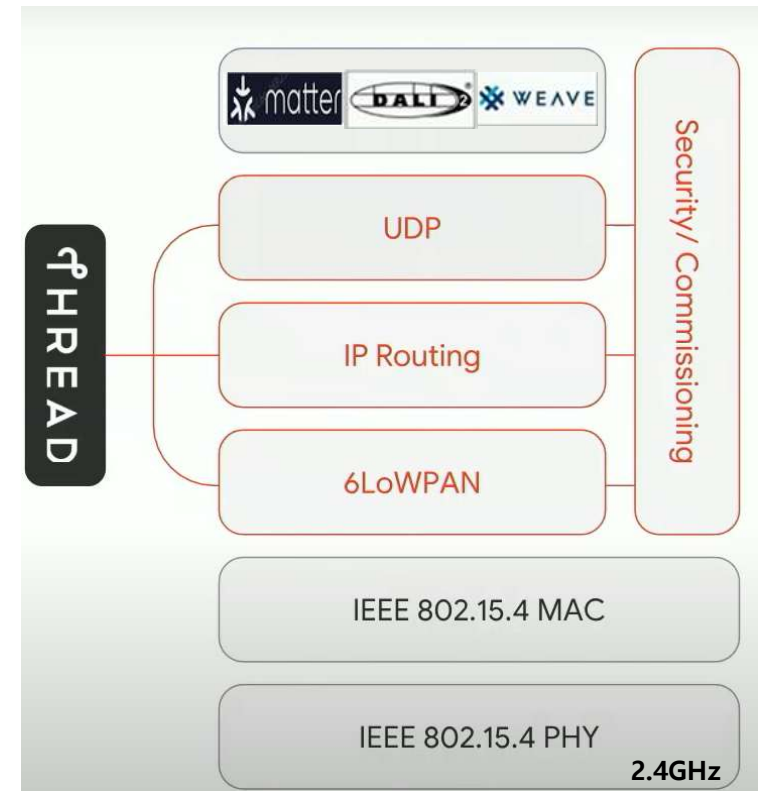 matter
DALI 2
WEAVE
Security/ Commissioning
UDP
THREAD
IP Routing
6LoWPAN
IEEE 802.15.4 MAC
IEEE 802.15.4 PHY
2.4GHz